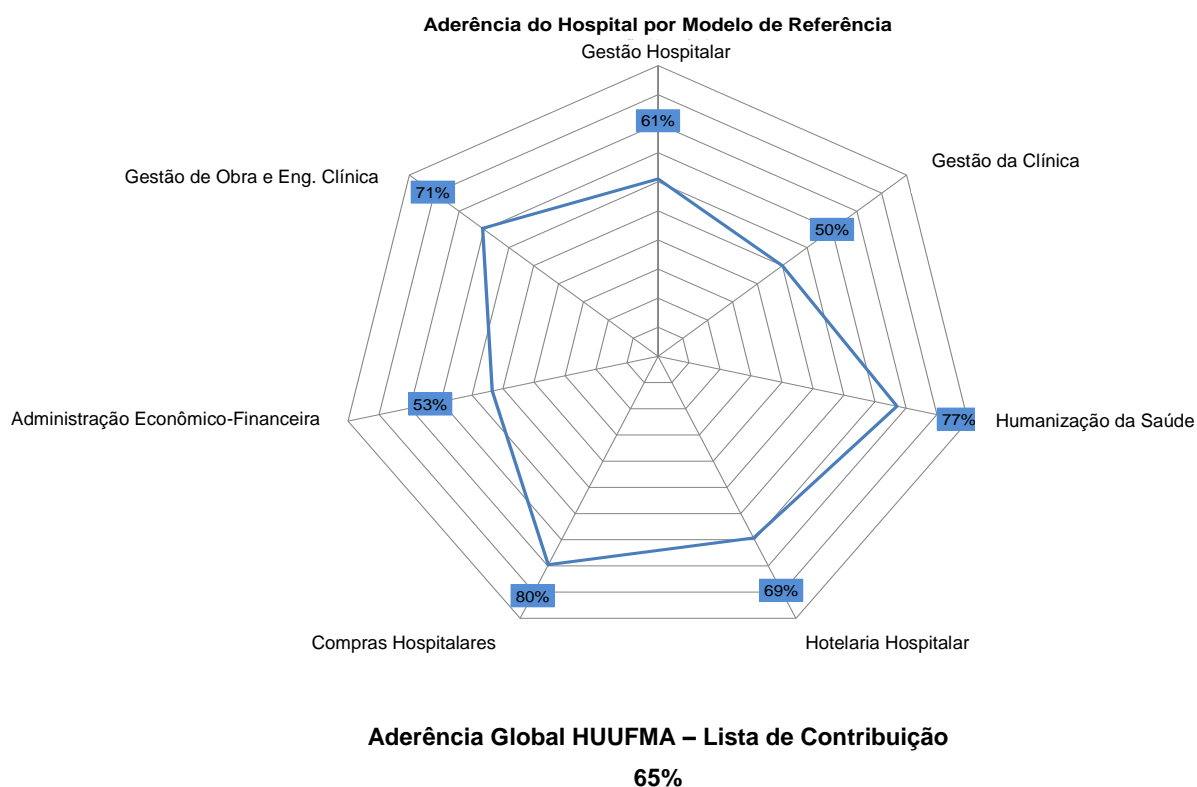 Aderência do Hospital por Modelo de Referência
Gestão Hospitalar
61%
Gestão da Clínica
50%
Humanização da Saúde
77%
Hotelaria Hospitalar
69%
Compras Hospitalares
80%
Administração Econômico-Financeira
53%
Gestão de Obra e Eng. Clínica
71%
Aderência Global HUUFMA – Lista de Contribuição
65%